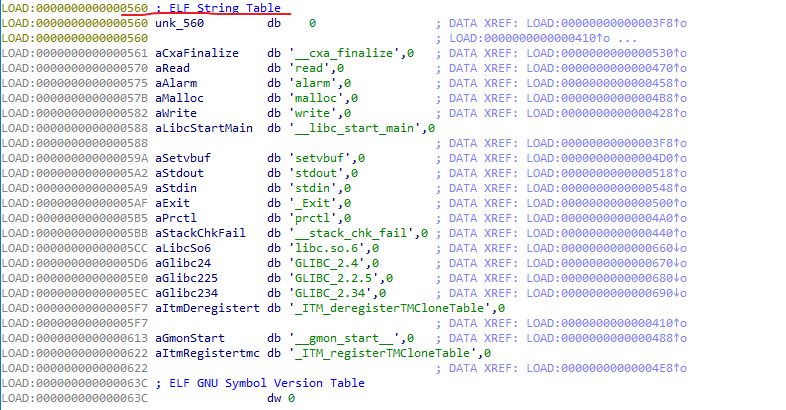 LOAD:0000000000000560 ; ELF String Table
LOAD:0000000000000560 unk_560 db 0 ; DATA XREF: LOAD:00000000000003F8↑o
LOAD:0000000000000560 ; LOAD:0000000000000410↑o ...
LOAD:0000000000000561 aCxaFinalize db '__cxa_finalize',0 ; DATA XREF: LOAD:0000000000000530↑o
LOAD:0000000000000570 aRead db 'read',0 ; DATA XREF: LOAD:0000000000000470↑o
LOAD:0000000000000575 aAlarm db 'alarm',0 ; DATA XREF: LOAD:0000000000000458↑o
LOAD:000000000000057B aMalloc db 'malloc',0 ; DATA XREF: LOAD:00000000000004B8↑o
LOAD:0000000000000582 aWrite db 'write',0 ; DATA XREF: LOAD:0000000000000428↑o
LOAD:0000000000000588 aLibcStartMain db '__libc_start_main',0
LOAD:0000000000000588 ; DATA XREF: LOAD:00000000000003F8↑o
LOAD:000000000000059A aSetvbuf db 'setvbuf',0 ; DATA XREF: LOAD:00000000000004D0↑o
LOAD:00000000000005A2 aStdout db 'stdout',0 ; DATA XREF: LOAD:0000000000000518↑o
LOAD:00000000000005A9 aStdin db 'stdin',0 ; DATA XREF: LOAD:0000000000000548↑o
LOAD:00000000000005AF aExit db '_Exit',0 ; DATA XREF: LOAD:0000000000000500↑o
LOAD:00000000000005B5 aPrctl db 'prctl',0 ; DATA XREF: LOAD:00000000000004A0↑o
LOAD:00000000000005BB aStackChkFail db '__stack_chk_fail',0 ; DATA XREF: LOAD:0000000000000440↑o
LOAD:00000000000005CC aLibcSo6 db 'libc.so.6',0 ; DATA XREF: LOAD:0000000000000660↓o
LOAD:00000000000005D6 aGlibc24 db 'GLIBC_2.4',0 ; DATA XREF: LOAD:0000000000000670↓o
LOAD:00000000000005E0 aGlibc225 db 'GLIBC_2.2.5',0 ; DATA XREF: LOAD:0000000000000680↓o
LOAD:00000000000005EC aGlibc234 db 'GLIBC_2.34',0 ; DATA XREF: LOAD:0000000000000690↓o
LOAD:00000000000005F7 aItmDeregistert db '_ITM_deregisterTMCloneTable',0
LOAD:00000000000005F7 ; DATA XREF: LOAD:0000000000000410↑o
LOAD:0000000000000613 aGmonStart db '__gmon_start__',0 ; DATA XREF: LOAD:0000000000000488↑o
LOAD:0000000000000622 aItmRegistertmc db '_ITM_registerTMCloneTable',0
LOAD:0000000000000622 ; DATA XREF: LOAD:00000000000004E8↑o
LOAD:000000000000063C ; ELF GNU Symbol Version Table
LOAD:000000000000063C dw 0